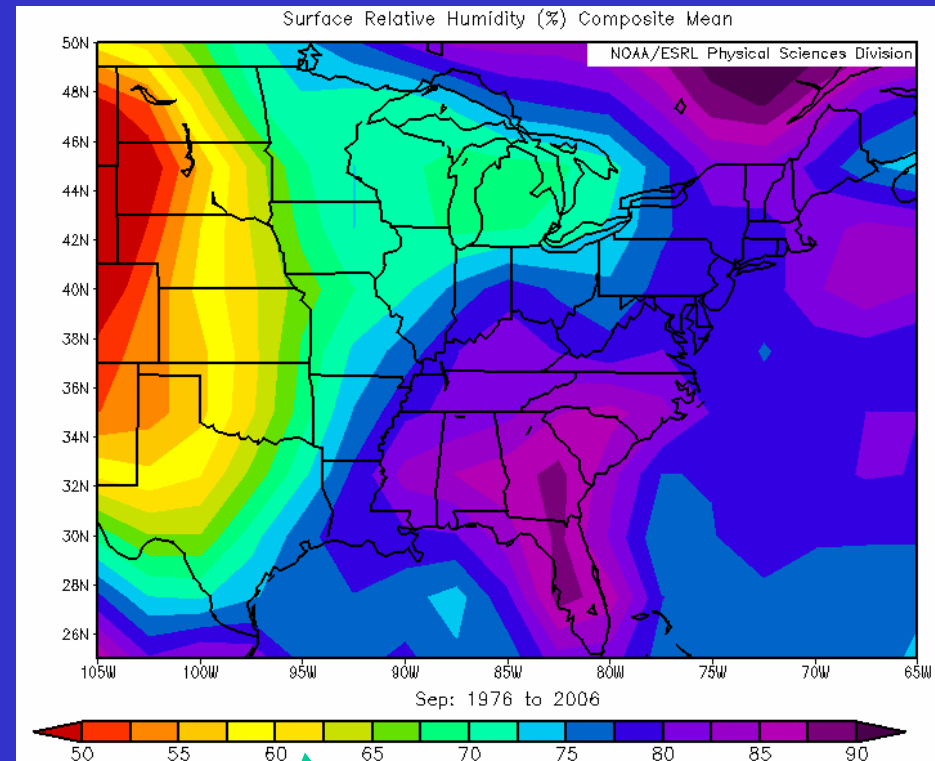 Surface Relative Humidity (%) Composite Mean
NOAA/ESRL Physical Sciences Division
50N
48N
46N
44N
42N
40N
38N
36N
34N
32N
30N
28N
26N
105W 100W 95W 90W 85W 80W 75W 70W 65W
Sep: 1976 to 2006
50 55 60 65 70 75 80 85 90